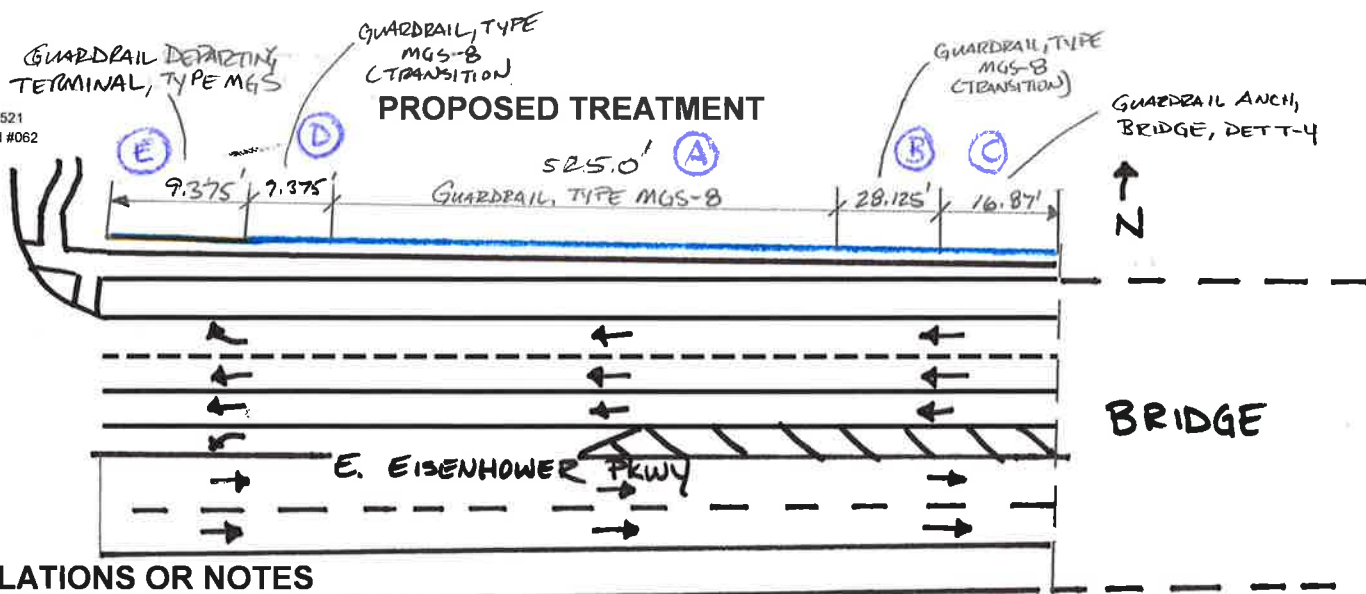 GUARDRAIL DEPARTING
TERMINAL, TYPE MGS
GUARDRAIL, TYPE
MGS-8
(TRANSITION
GUARDRAIL, TYPE
MGS-8
(TRANSITION)
GUARDRAIL ANCH,
BRIDGE, DET T-4
521
#062
PROPOSED TREATMENT
E
D
525.0' A
B
C
9.375'
9.375'
GUARDRAIL, TYPE MGS-8
28.125'
16.87'
N
BRIDGE
E. EISENHOWER PKWY
LATIONS OR NOTES